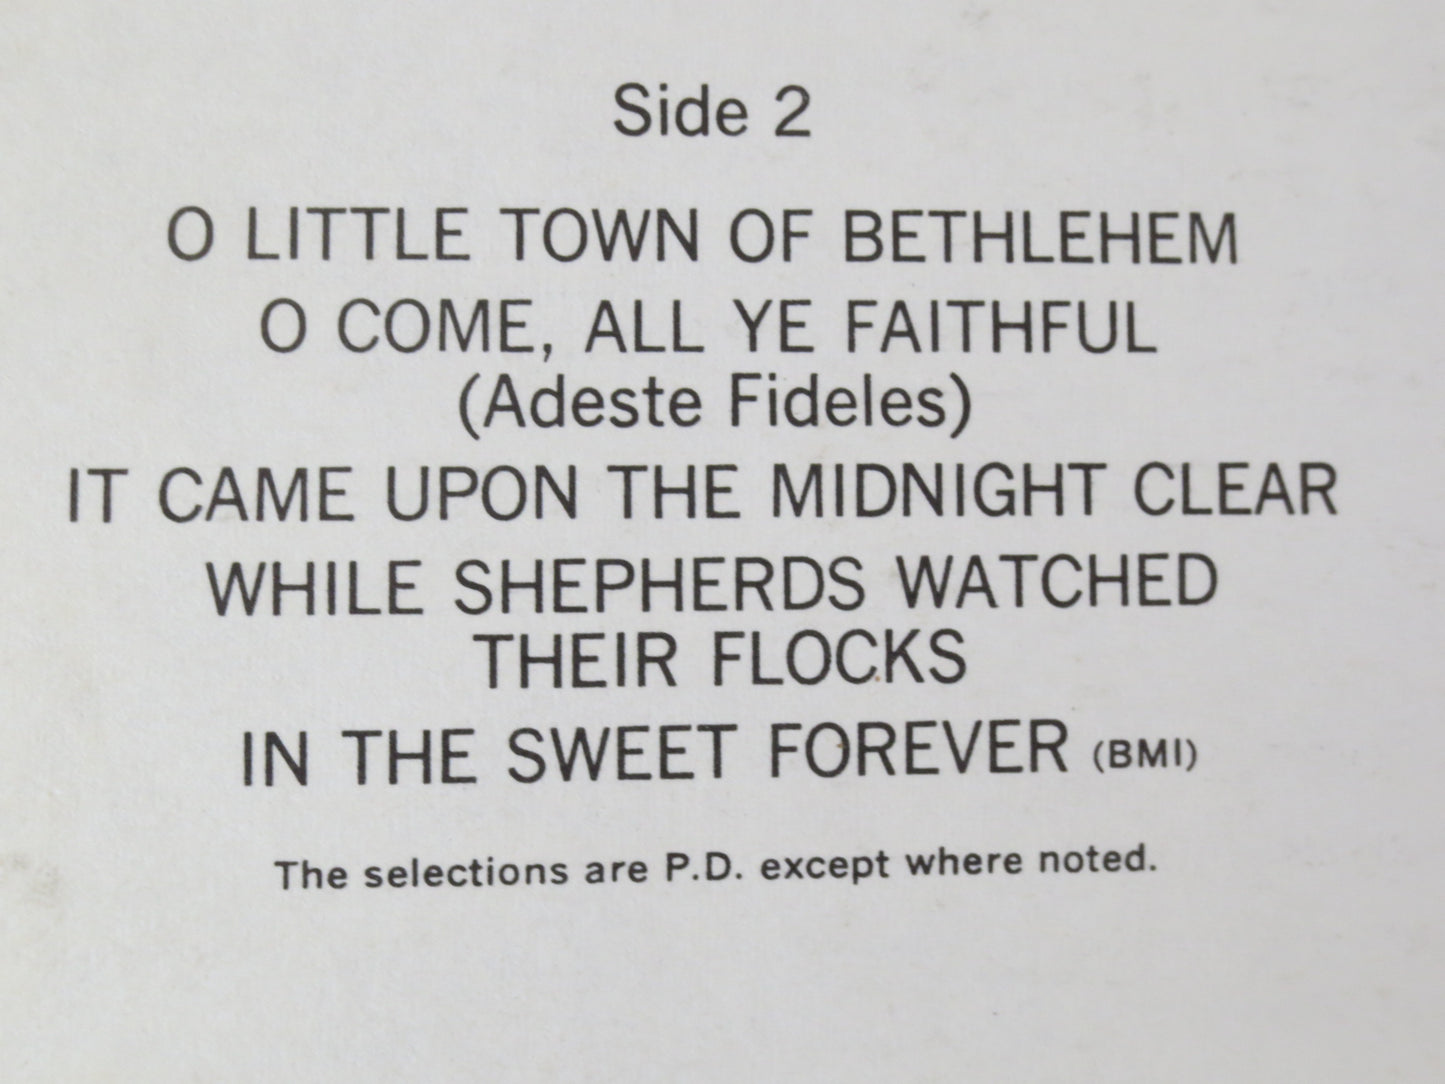 Side 2
O LITTLE TOWN OF BETHLEHEM
O COME, ALL YE FAITHFUL
(Adeste Fideles)
IT CAME UPON THE MIDNIGHT CLEAR
WHILE SHEPHERDS WATCHED
THEIR FLOCKS
IN THE SWEET FOREVER (BMI)
The selections are P.D. except where noted.